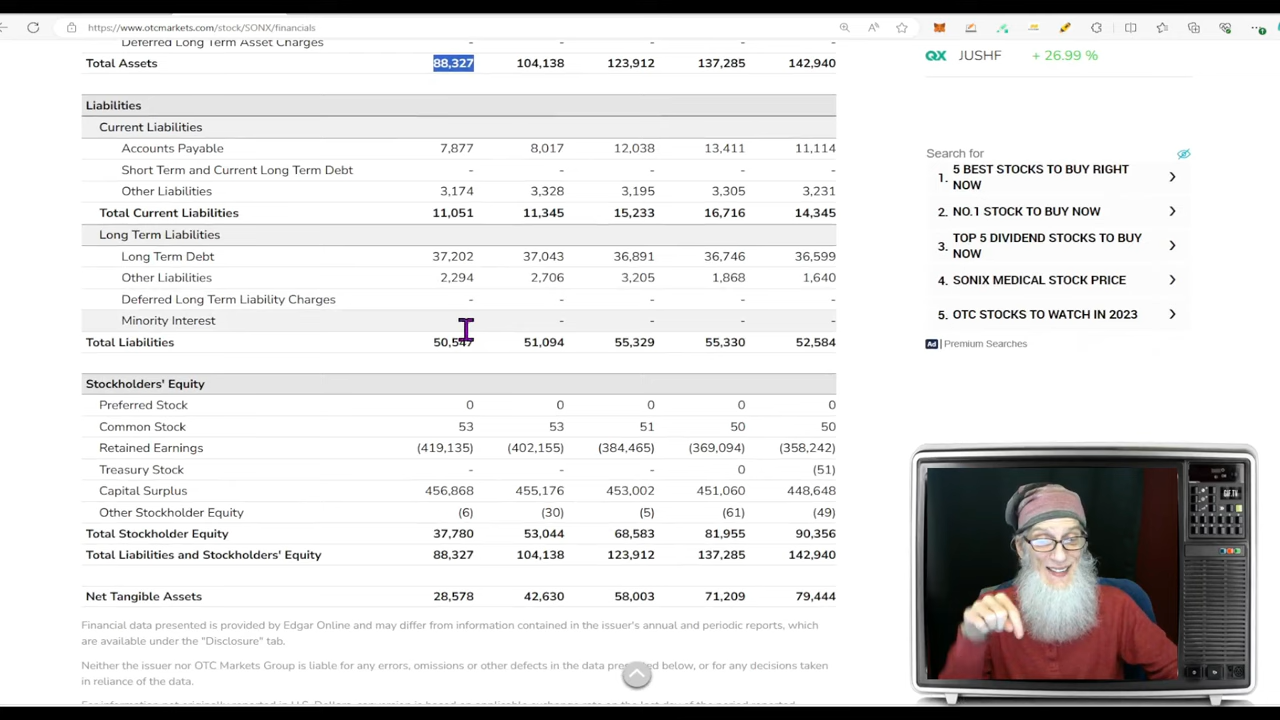 https://www.otcmarkets.com/stock/SONX/financials
Deferred Long Term Asset Charges - - - - -
Total Assets 88,327 104,138 123,912 137,285 142,940
Liabilities
Current Liabilities
Accounts Payable 7,877 8,017 12,038 13,411 11,114
Short Term and Current Long Term Debt - - - - -
Other Liabilities 3,174 3,328 3,195 3,305 3,231
Total Current Liabilities 11,051 11,345 15,233 16,716 14,345
Long Term Liabilities
Long Term Debt 37,202 37,043 36,891 36,746 36,599
Other Liabilities 2,294 2,706 3,205 1,868 1,640
Deferred Long Term Liability Charges - - - - -
Minority Interest - - - -
Total Liabilities 50,547 51,094 55,329 55,330 52,584
Stockholders' Equity
Preferred Stock 0 0 0 0 0
Common Stock 53 53 51 50 50
Retained Earnings (419,135) (402,155) (384,465) (369,094) (358,242)
Treasury Stock - - - 0 (51)
Capital Surplus 456,868 455,176 453,002 451,060 448,648
Other Stockholder Equity (6) (30) (5) (61) (49)
Total Stockholder Equity 37,780 53,044 68,583 81,955 90,356
Total Liabilities and Stockholders' Equity 88,327 104,138 123,912 137,285 142,940
Net Tangible Assets 28,578 42,630 58,003 71,209 79,444
Financial data presented is provided by Edgar Online and may differ from information contained in the issuer's annual and periodic reports, which
are available under the "Disclosure" tab.
Neither the issuer nor OTC Markets Group is liable for any errors, omissions or other errors in the data presented below, or for any decisions taken
in reliance of the data.
QX JUSHF + 26.99 %
Search for
1. 5 BEST STOCKS TO BUY RIGHT
NOW
2. NO.1 STOCK TO BUY NOW
3. TOP 5 DIVIDEND STOCKS TO BUY
NOW
4. SONIX MEDICAL STOCK PRICE
5. OTC STOCKS TO WATCH IN 2023
Ad | Premium Searches
GIF.TV